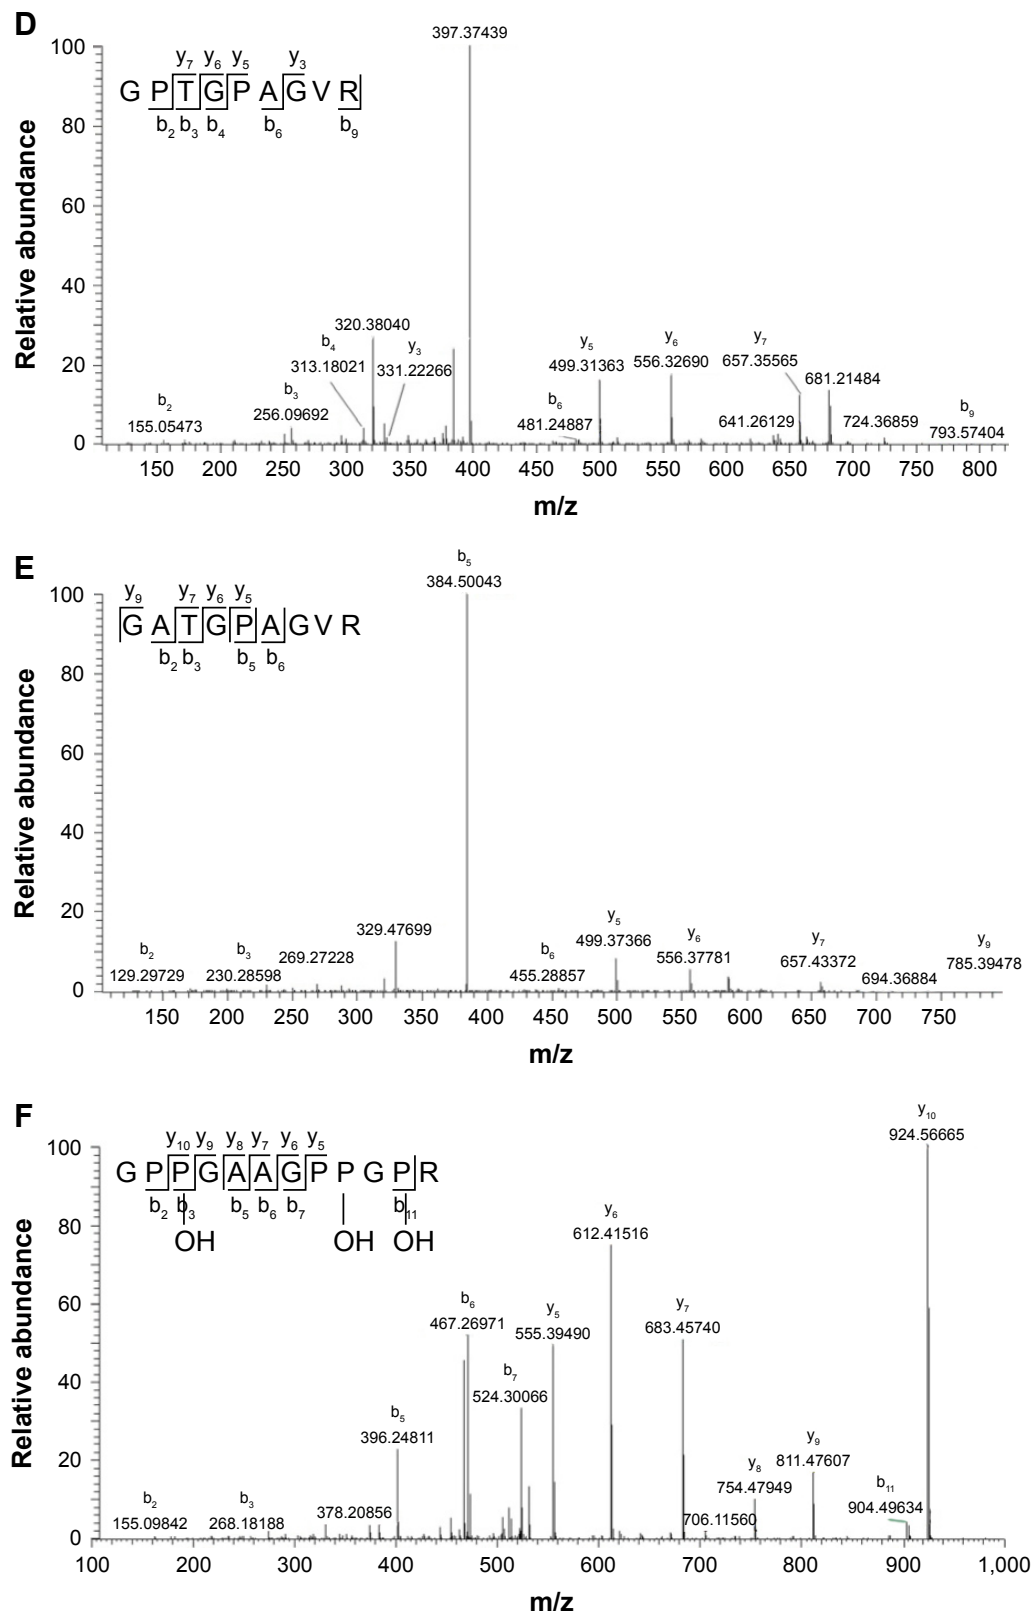 D
y7 y6 y5 y3
G P T G P A G V R
b2 b3 b4 b6 b9
Relative abundance
100
80
60
40
20
0
397.37439
320.38040
b4
313.18021
y3
331.22266
b3
256.09692
b2
155.05473
y5
499.31363
y6
556.32690
y7
657.35565
681.21484
b6
481.24887
641.26129
724.36859
b9
793.57404
150 200 250 300 350 400 450 500 550 600 650 700 750 800
m/z
E
y9 y7 y6 y5
G A T G P A G V R
b2 b3 b5 b6
Relative abundance
100
80
60
40
20
0
b5
384.50043
329.47699
b2
129.29729
b3
230.28598
269.27228
b6
455.28857
y5
499.37366
y6
556.37781
y7
657.43372
694.36884
y9
785.39478
150 200 250 300 350 400 450 500 550 600 650 700 750
m/z
F
y10 y9 y8 y7 y6 y5
G P P G A A G P P G P R
b2 b3 b5 b6 b7 b11
OH OH OH
Relative abundance
100
80
60
40
20
0
y10
924.56665
y6
612.41516
b6
467.26971
y5
555.39490
y7
683.45740
b7
524.30066
b5
396.24811
y9
811.47607
y8
754.47949
b11
904.49634
b2
155.09842
b3
268.18188
378.20856
706.11560
100 200 300 400 500 600 700 800 900 1,000
m/z